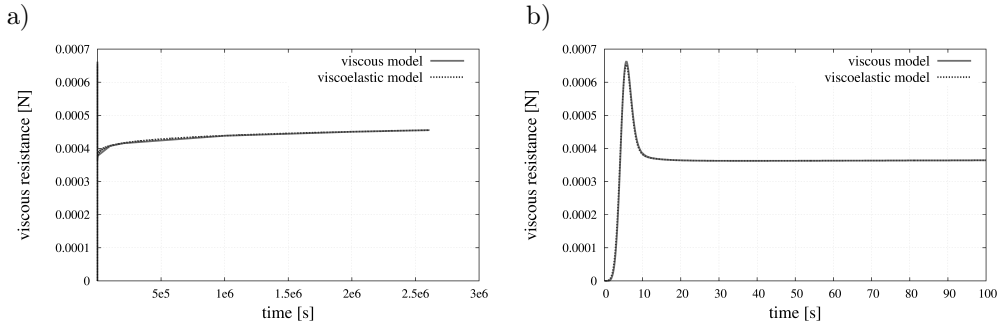 a)
viscous resistance [N]
0.0007
0.0006
0.0005
0.0004
0.0003
0.0002
0.0001
0
viscous model
viscoelastic model
5e5 1e6 1.5e6 2e6 2.5e6 3e6
time [s]
b)
viscous resistance [N]
0.0007
0.0006
0.0005
0.0004
0.0003
0.0002
0.0001
0
viscous model
viscoelastic model
0 10 20 30 40 50 60 70 80 90 100
time [s]